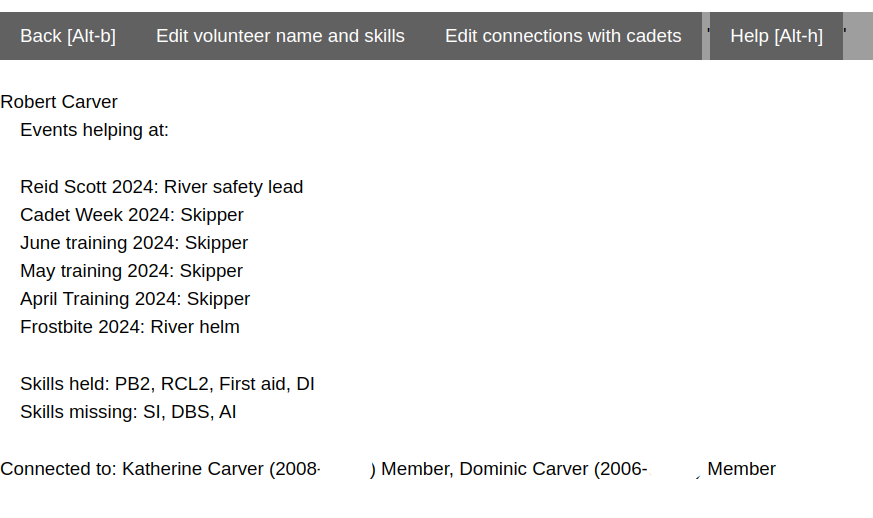 Back [Alt-b] Edit volunteer name and skills Edit connections with cadets ' Help [Alt-h] '
Robert Carver
Events helping at:
Reid Scott 2024: River safety lead
Cadet Week 2024: Skipper
June training 2024: Skipper
May training 2024: Skipper
April Training 2024: Skipper
Frostbite 2024: River helm
Skills held: PB2, RCL2, First aid, DI
Skills missing: SI, DBS, AI
Connected to: Katherine Carver (2008- ) Member, Dominic Carver (2006- Member